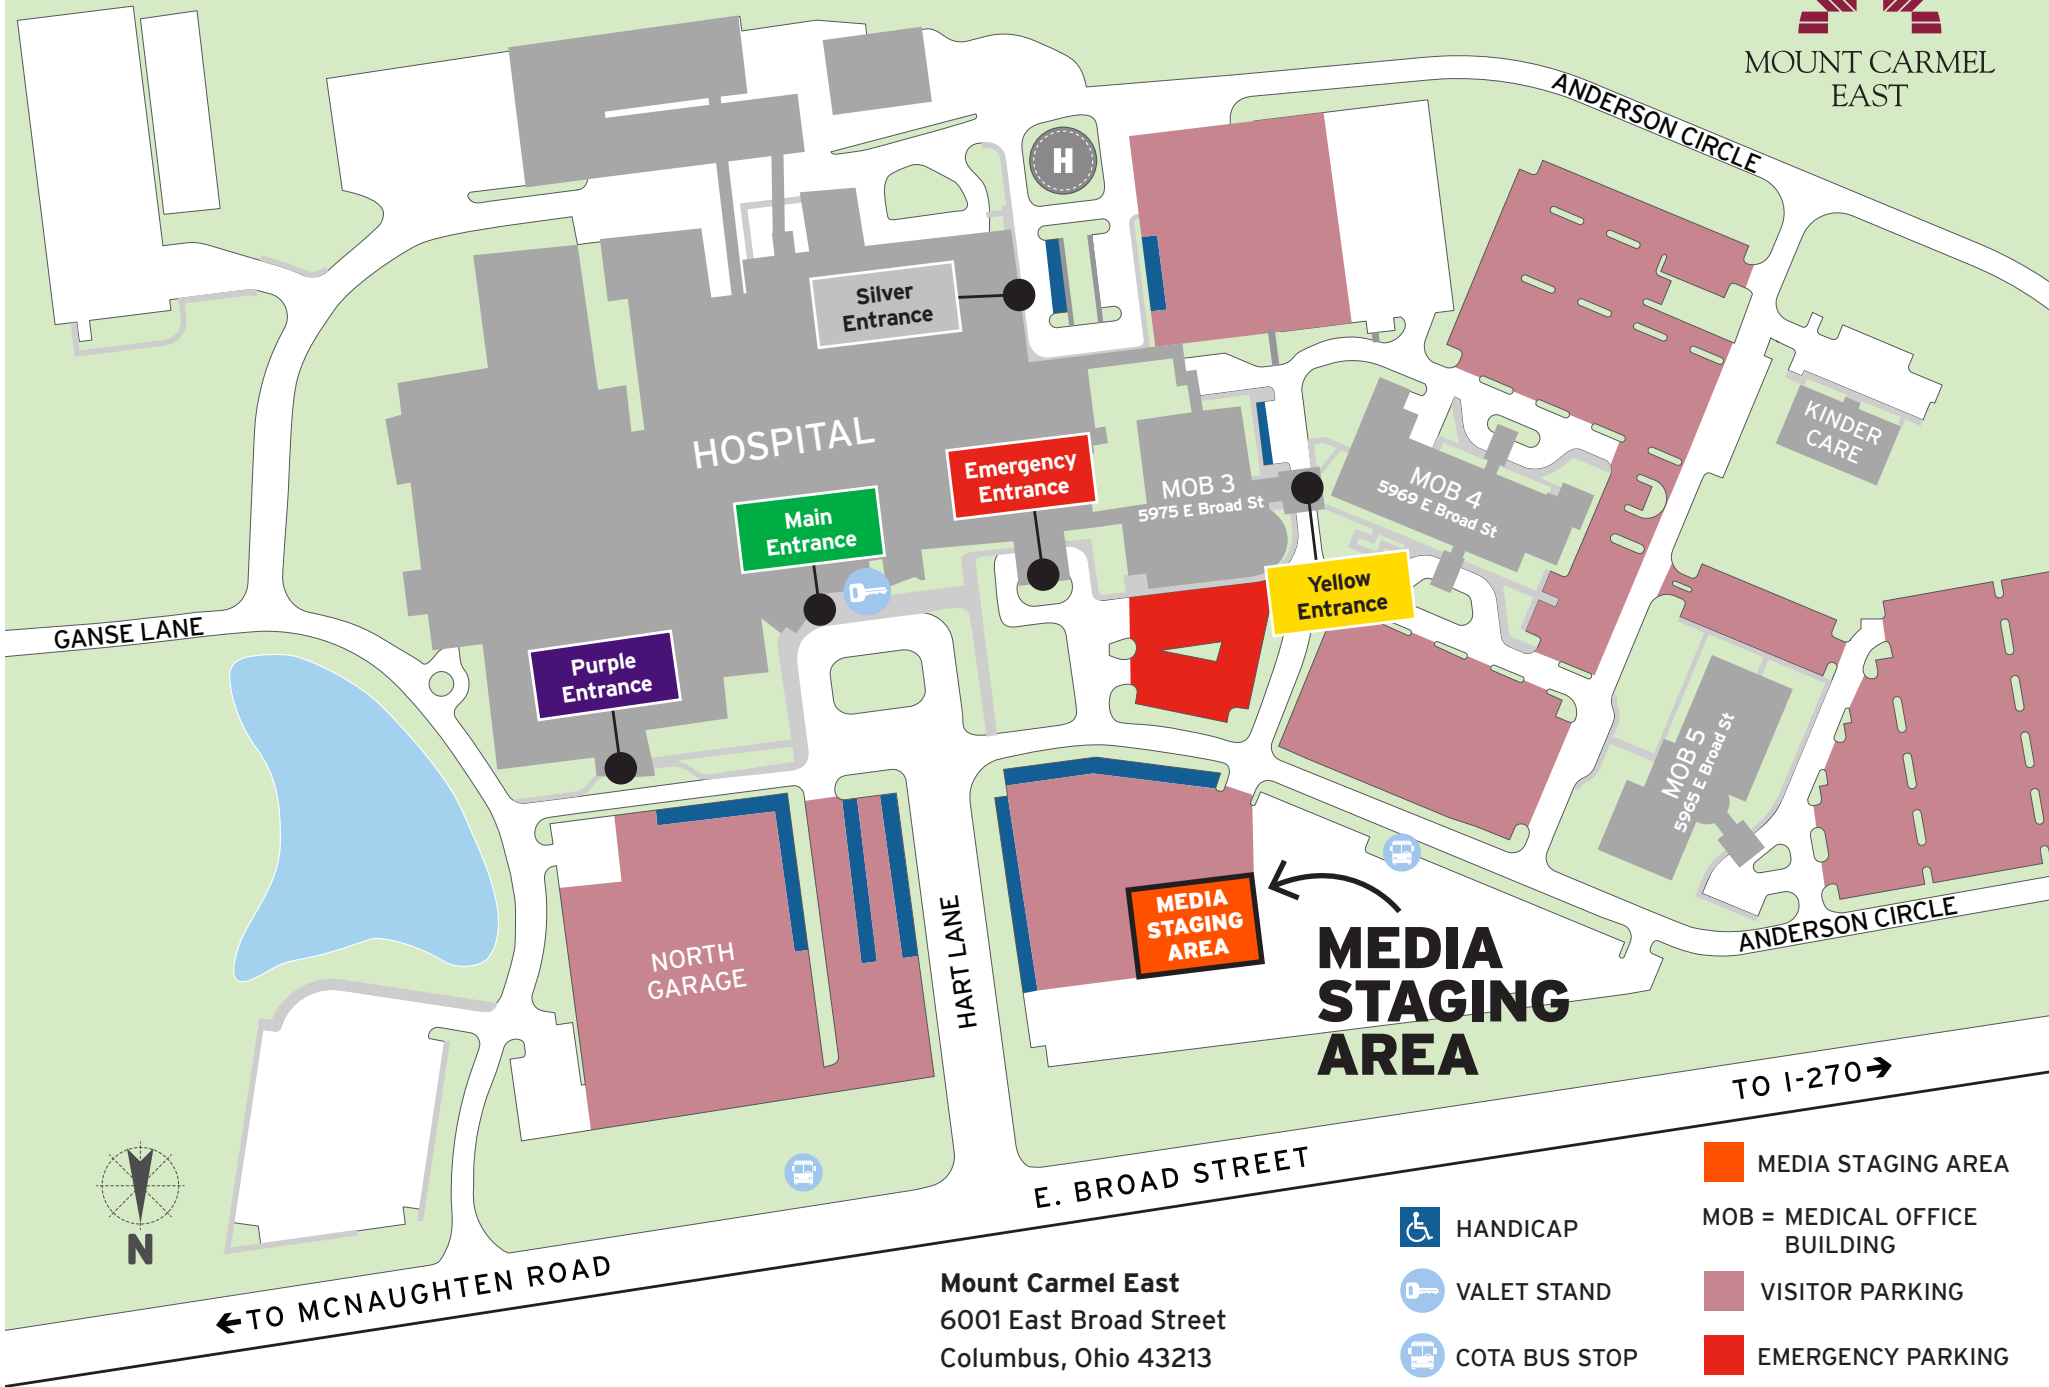 MOUNT CARMEL
EAST
ANDERSON CIRCLE
H
Silver
Entrance
KINDER
CARE
HOSPITAL
Emergency
Entrance
MOB 3
5975 E Broad St
MOB 4
5969 E Broad St
Main
Entrance
Yellow
Entrance
GANSE LANE
Purple
Entrance
MOB 5
5965 E Broad St
MEDIA
STAGING
AREA
HART LANE
NORTH
GARAGE
MEDIA
STAGING
AREA
ANDERSON CIRCLE
TO I-270→
E. BROAD STREET
←TO MCNAUGHTEN ROAD
N
Mount Carmel East
6001 East Broad Street
Columbus, Ohio 43213
HANDICAP
VALET STAND
COTA BUS STOP
MEDIA STAGING AREA
MOB = MEDICAL OFFICE
BUILDING
VISITOR PARKING
EMERGENCY PARKING